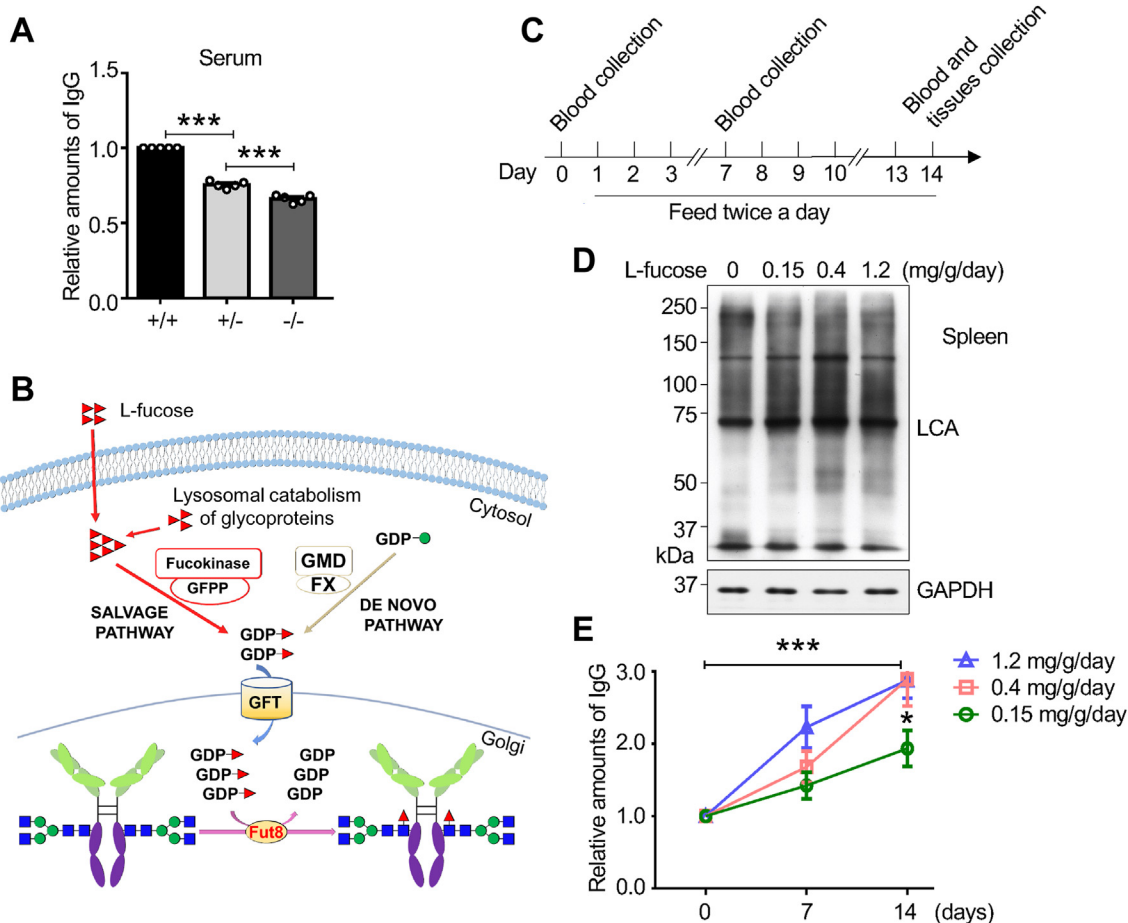 A
Serum
Relative amounts of IgG
1.5
1.0
0.5
0.0
***
***
+/+
+/-
-/-
B
L-fucose
Lysosomal catabolism
of glycoproteins
Cytosol
GDP
Fucokinase
GFPP
GMD
FX
SALVAGE
PATHWAY
DE NOVO
PATHWAY
GDP
GDP
GFT
Golgi
GDP
GDP
GDP
GDP
GDP
GDP
Fut8
C
Blood collection
Blood collection
Blood and
tissues collection
Day
0 1 2 3 7 8 9 10 13 14
Feed twice a day
D
L-fucose 0 0.15 0.4 1.2 (mg/g/day)
250
150
100
75
50
37
kDa
Spleen
LCA
37
GAPDH
E
Relative amounts of IgG
3.0
2.0
1.0
0.0
***
*
0 7 14 (days)
1.2 mg/g/day
0.4 mg/g/day
0.15 mg/g/day